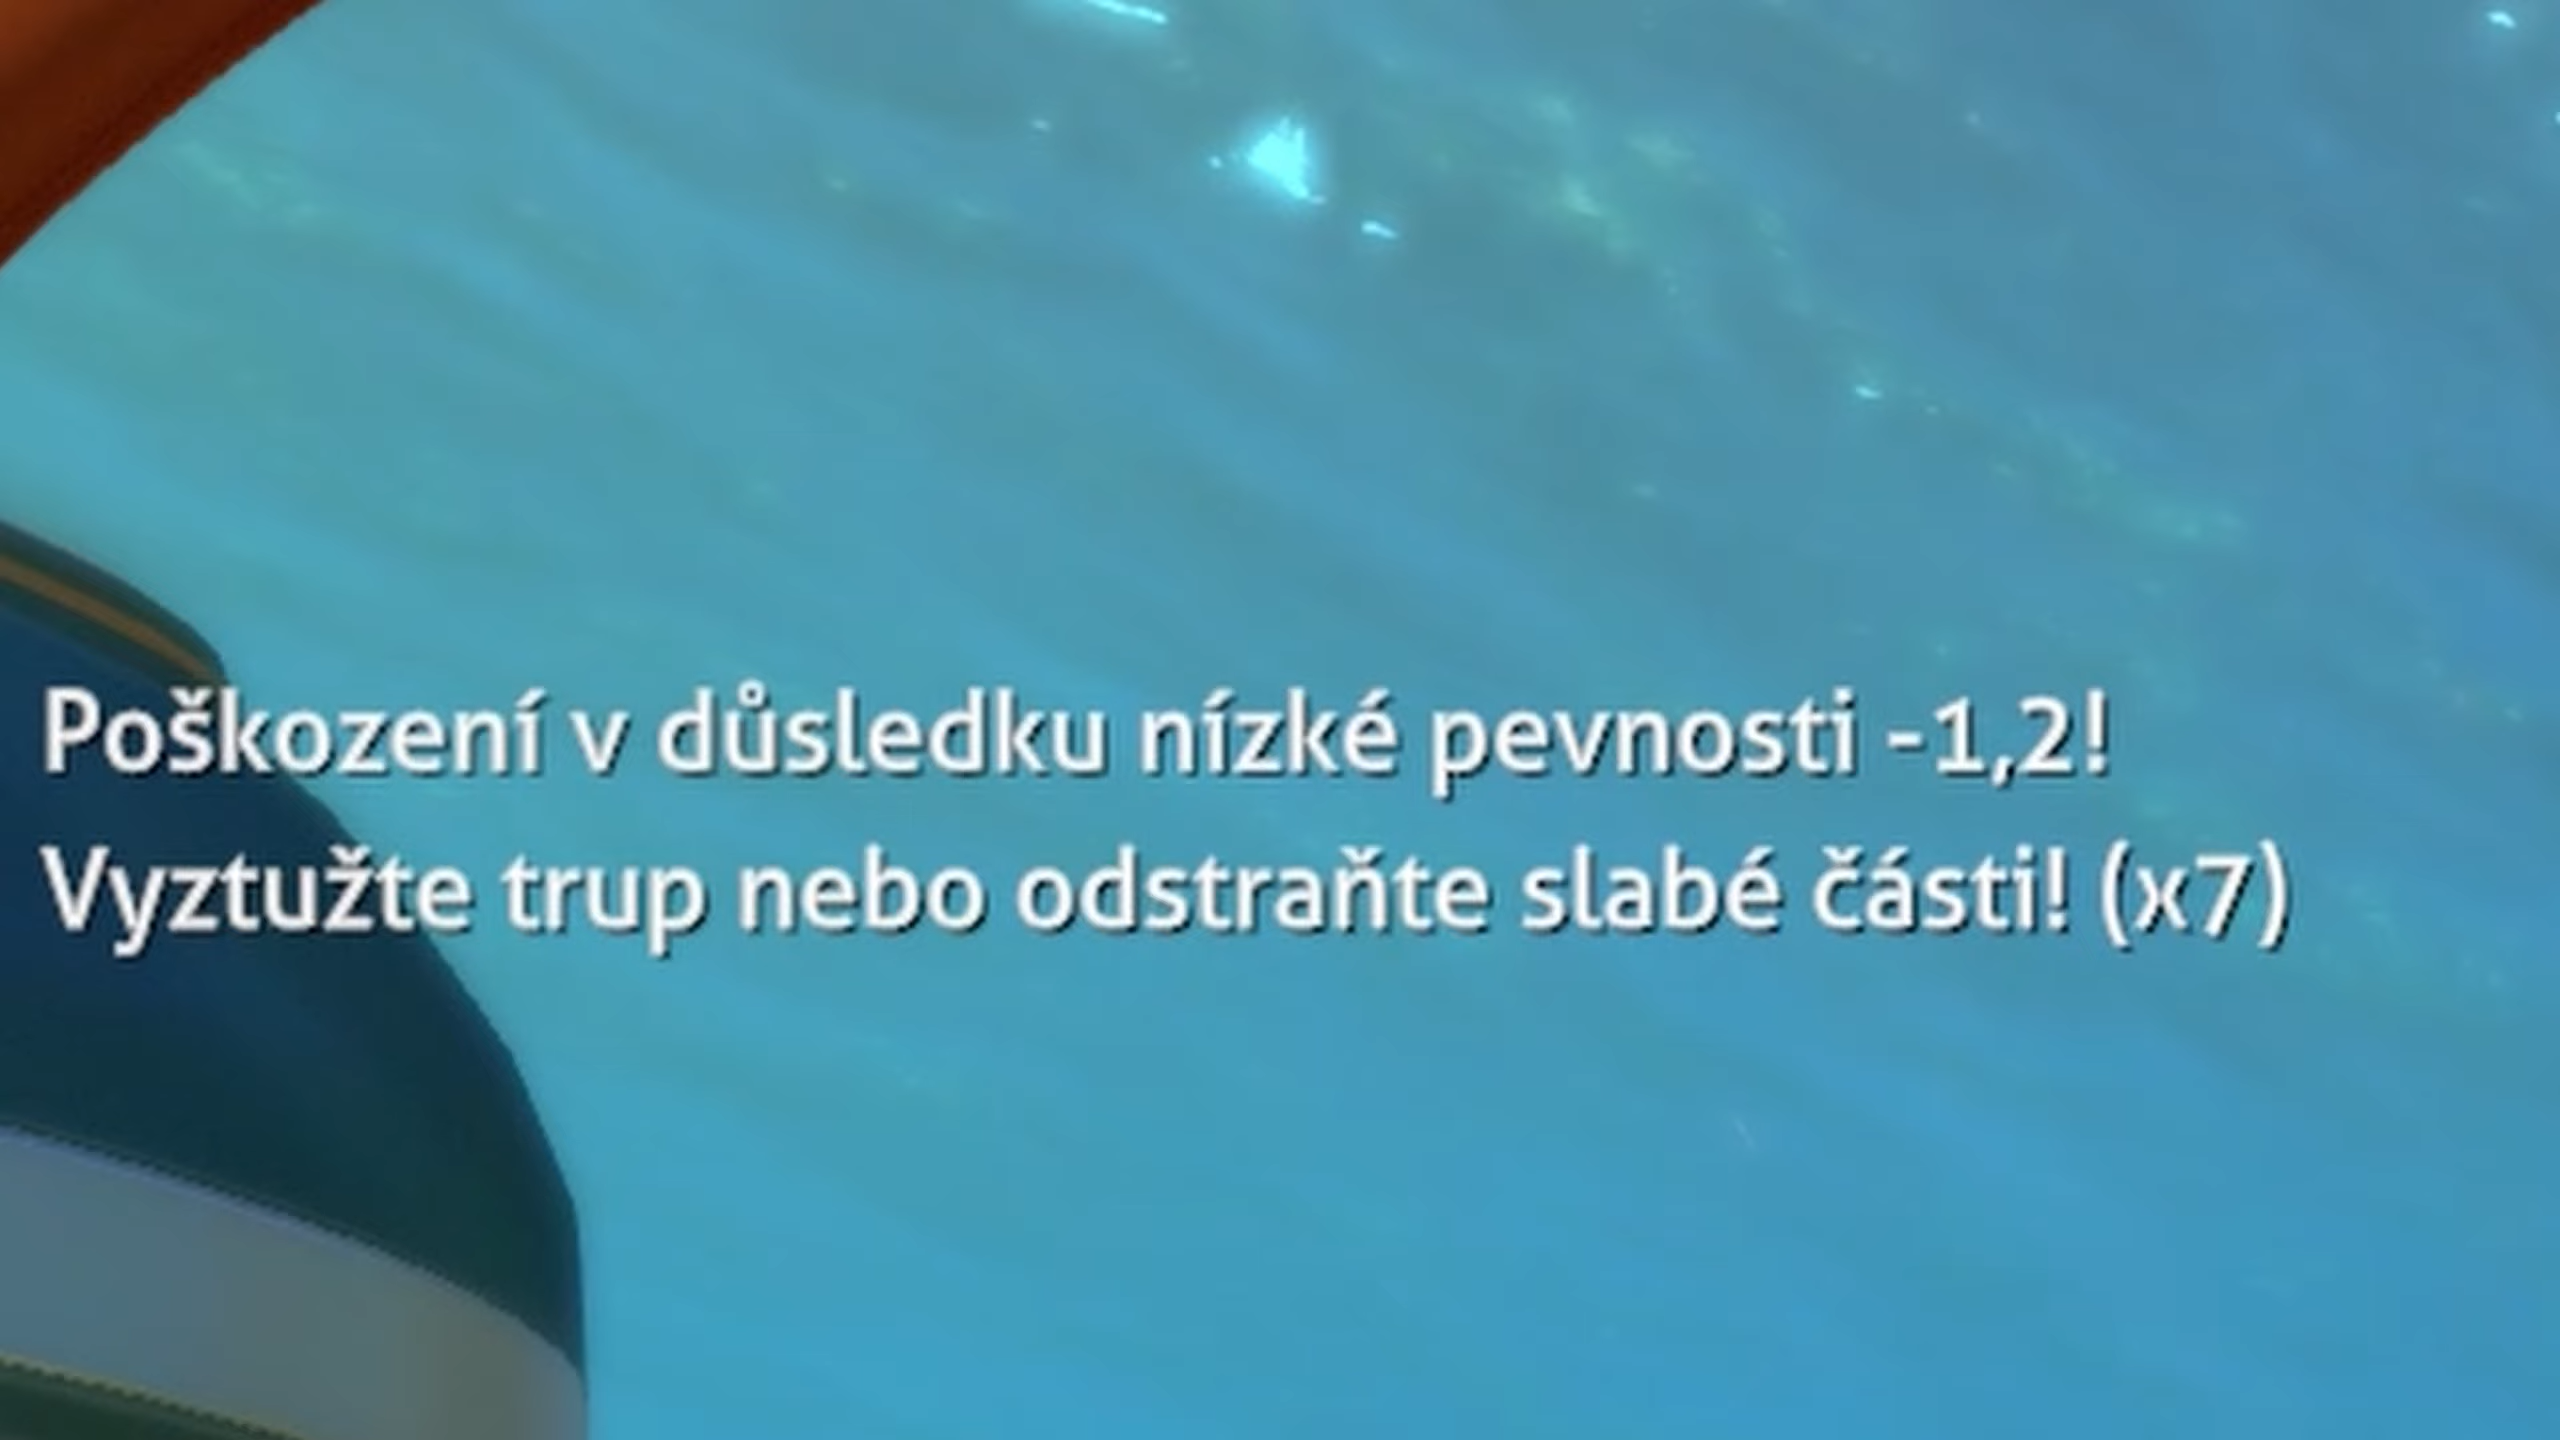 Poškození v důsledku nízké pevnosti -1,2!
Vyztužte trup nebo odstraňte slabé části! (x7)